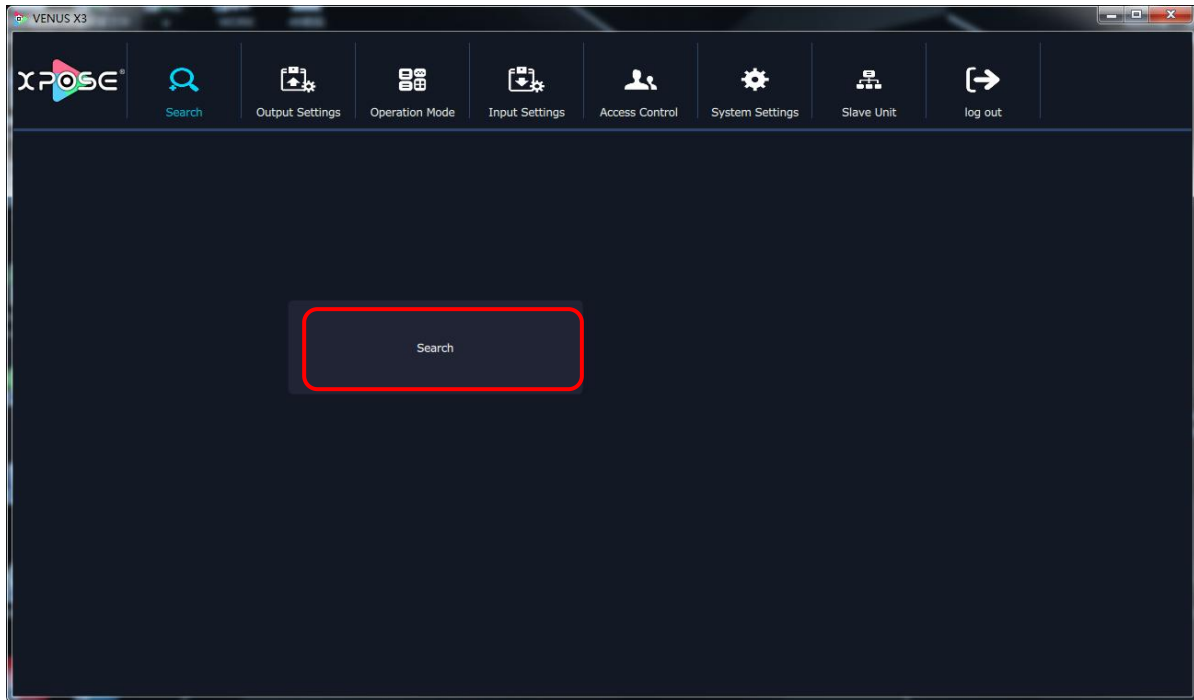 VENUS X3
XPOSE®
Search
Output Settings
Operation Mode
Input Settings
Access Control
System Settings
Slave Unit
log out
Search